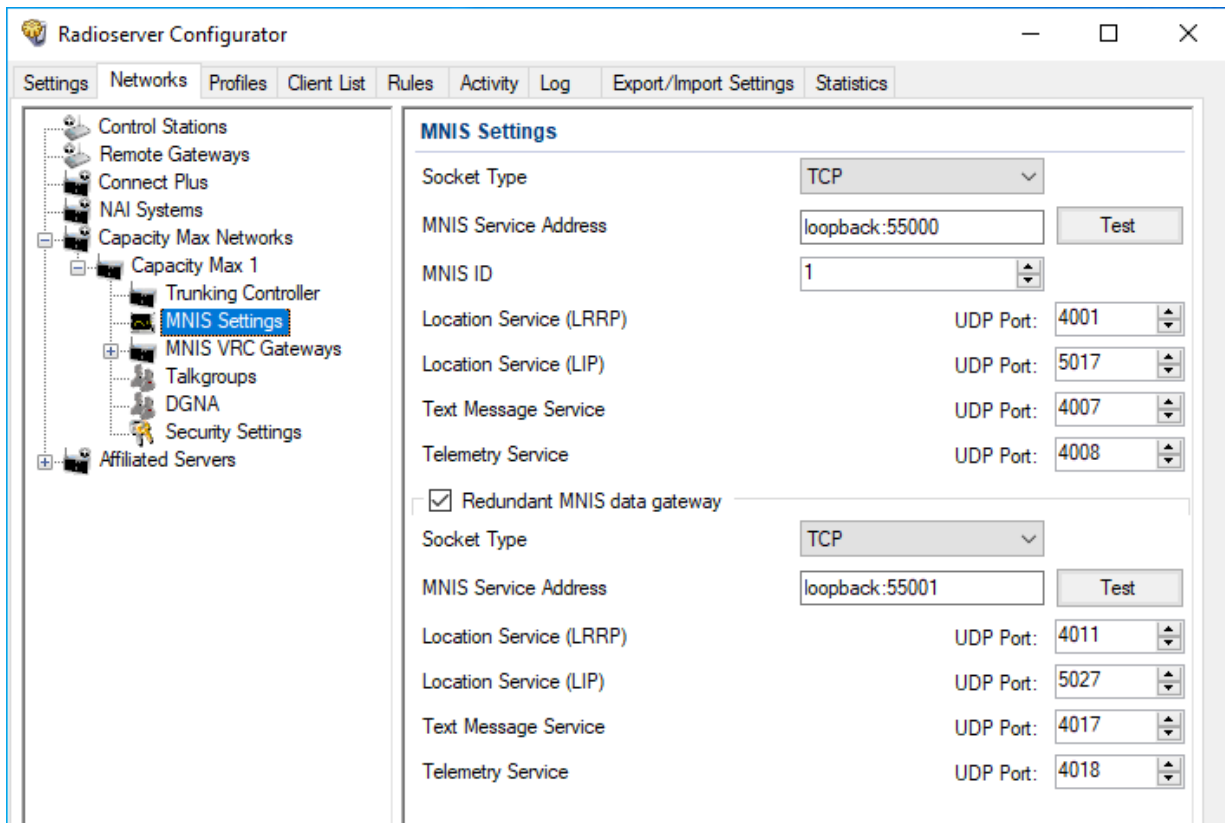 Radioserver Configurator
Settings Networks Profiles Client List Rules Activity Log Export/Import Settings Statistics
Control Stations
Remote Gateways
Connect Plus
NAI Systems
Capacity Max Networks
Capacity Max 1
Trunking Controller
MNIS Settings
MNIS VRC Gateways
Talkgroups
DGNA
Security Settings
Affiliated Servers
MNIS Settings
Socket Type TCP
MNIS Service Address loopback:55000 Test
MNIS ID 1
Location Service (LRRP) UDP Port: 4001
Location Service (LIP) UDP Port: 5017
Text Message Service UDP Port: 4007
Telemetry Service UDP Port: 4008
Redundant MNIS data gateway
Socket Type TCP
MNIS Service Address loopback:55001 Test
Location Service (LRRP) UDP Port: 4011
Location Service (LIP) UDP Port: 5027
Text Message Service UDP Port: 4017
Telemetry Service UDP Port: 4018